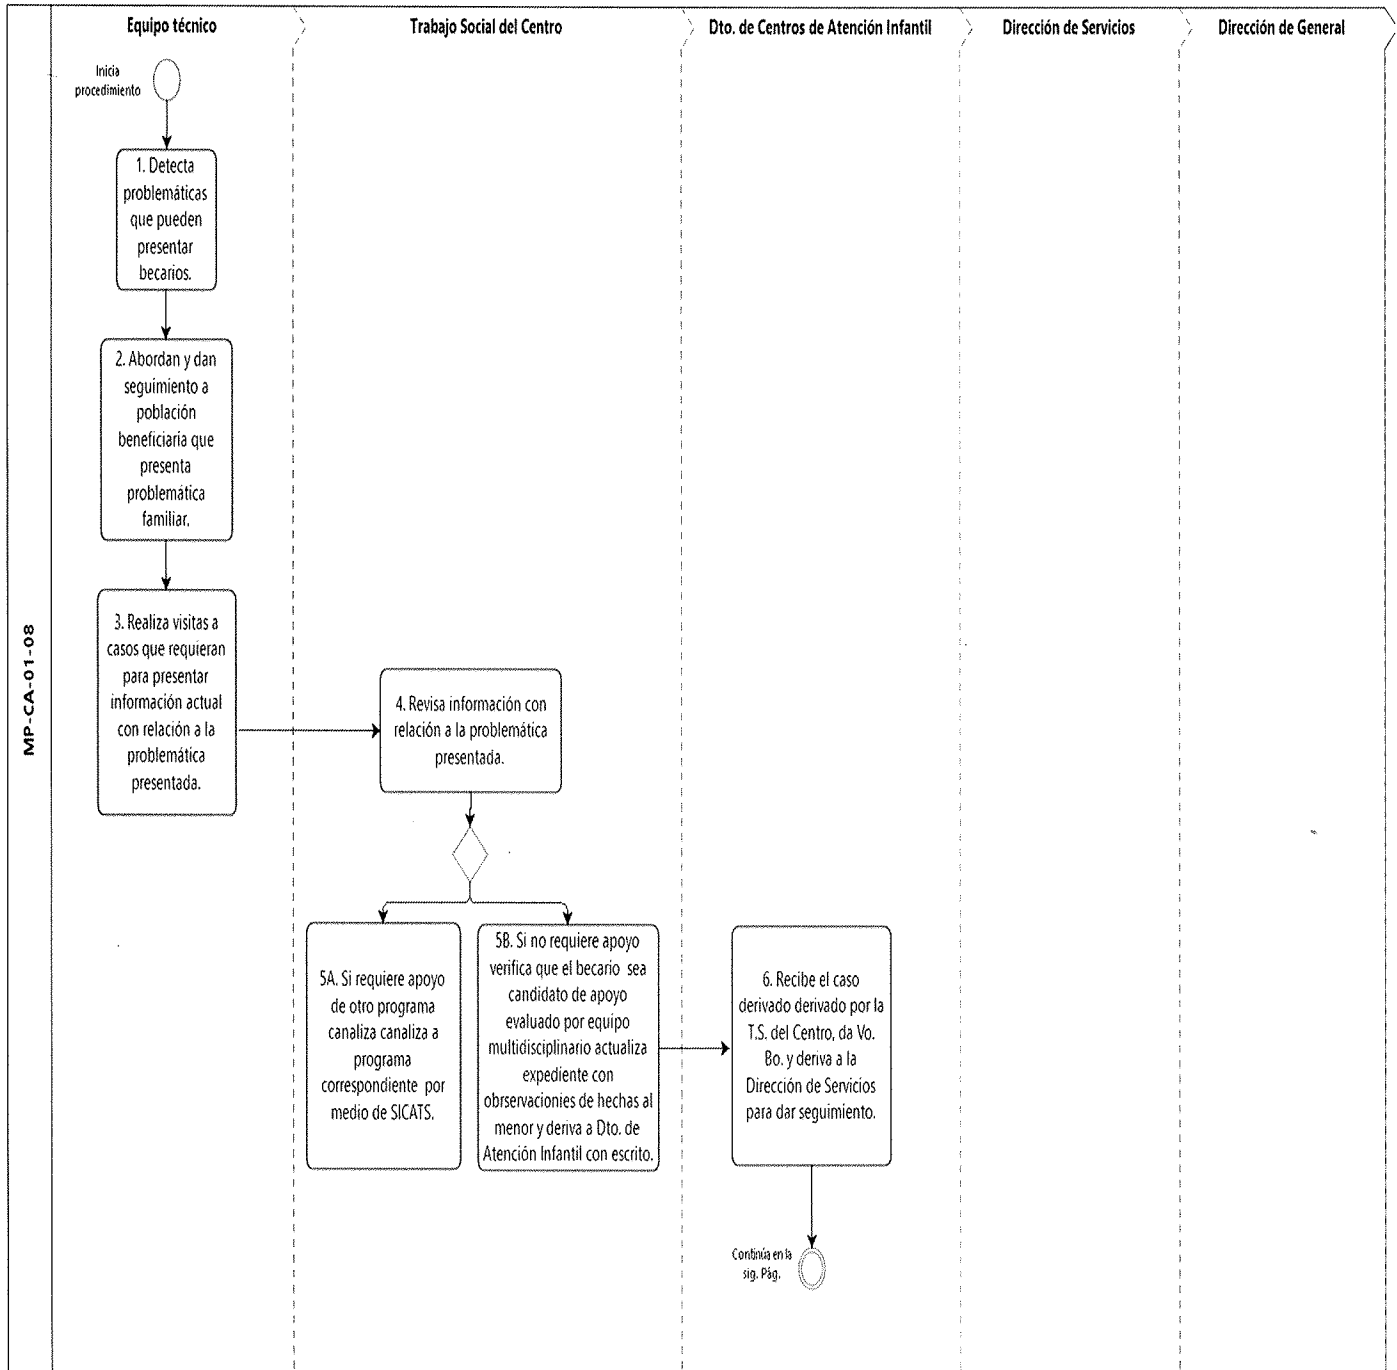 Equipo técnico
Trabajo Social del Centro
Dto. de Centros de Atención Infantil
Dirección de Servicios
Dirección de General
MP-CA-01-08
Inicia
procedimiento
1. Detecta
problemáticas
que pueden
presentar
becarios.
2. Abordan y dan
seguimiento a
población
beneficiaría que
presenta
problemática
familiar.
3. Realiza visitas a
casos que requieran
para presentar
información actual
con relación a la
problemática
presentada.
4. Revisa información con
relación a la problemática
presentada.
5A. Si requiere apoyo
de otro programa
canaliza canaliza a
programa
correspondiente por
medio de SICATS.
5B. Si no requiere apoyo
verifica que el becario sea
candidato de apoyo
evaluado por equipo
multidisciplinario actualiza
expediente con
obrservacionies de hechas al
menor y deriva a Dto. de
Atención Infantil con escrito.
6. Recibe el caso
derivado derivado por la
T.S. del Centro, da Vo.
Bo. y deriva a la
Dirección de Servicios
para dar seguimiento.
Continúa en la
sig. Pág.